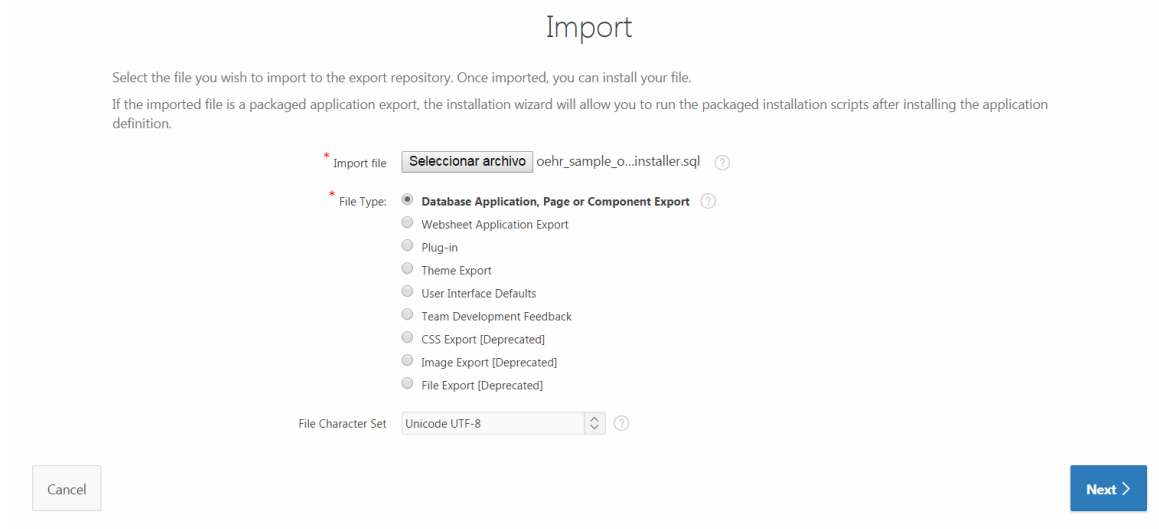 Import
Select the file you wish to import to the export repository. Once imported, you can install your file.
If the imported file is a packaged application export, the installation wizard will allow you to run the packaged installation scripts after installing the application
definition.
* Import file Seleccionar archivo oehr_sample_o...installer.sql ?
* File Type: Database Application, Page or Component Export ?
Websheet Application Export
Plug-in
Theme Export
User Interface Defaults
Team Development Feedback
CSS Export [Deprecated]
Image Export [Deprecated]
File Export [Deprecated]
File Character Set Unicode UTF-8 ?
Cancel Next >